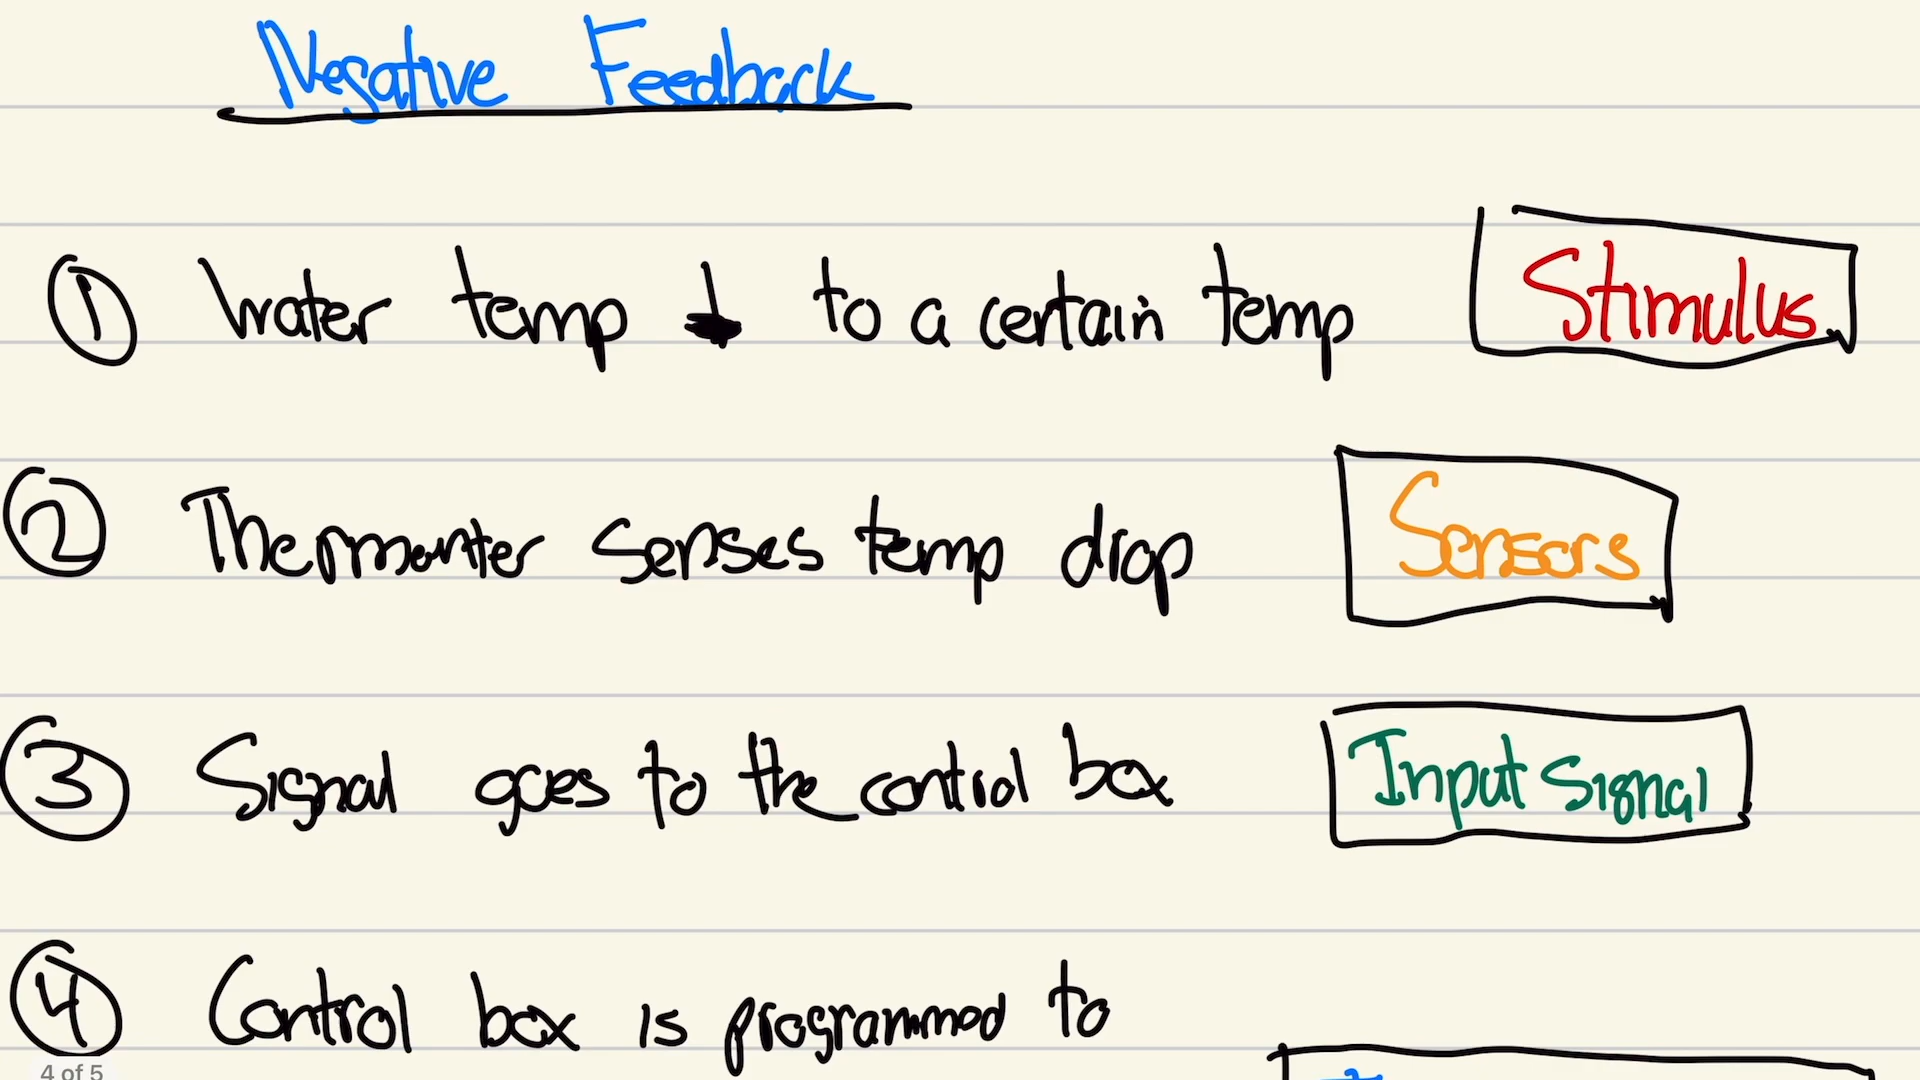 Negative Feedback
① Water temp ↓ to a certain temp Stimulus
② Thermomter senses temp drop Sensors
③ Signal goes to the control box Input Signal
④ Control box is programmed to
4 of 5